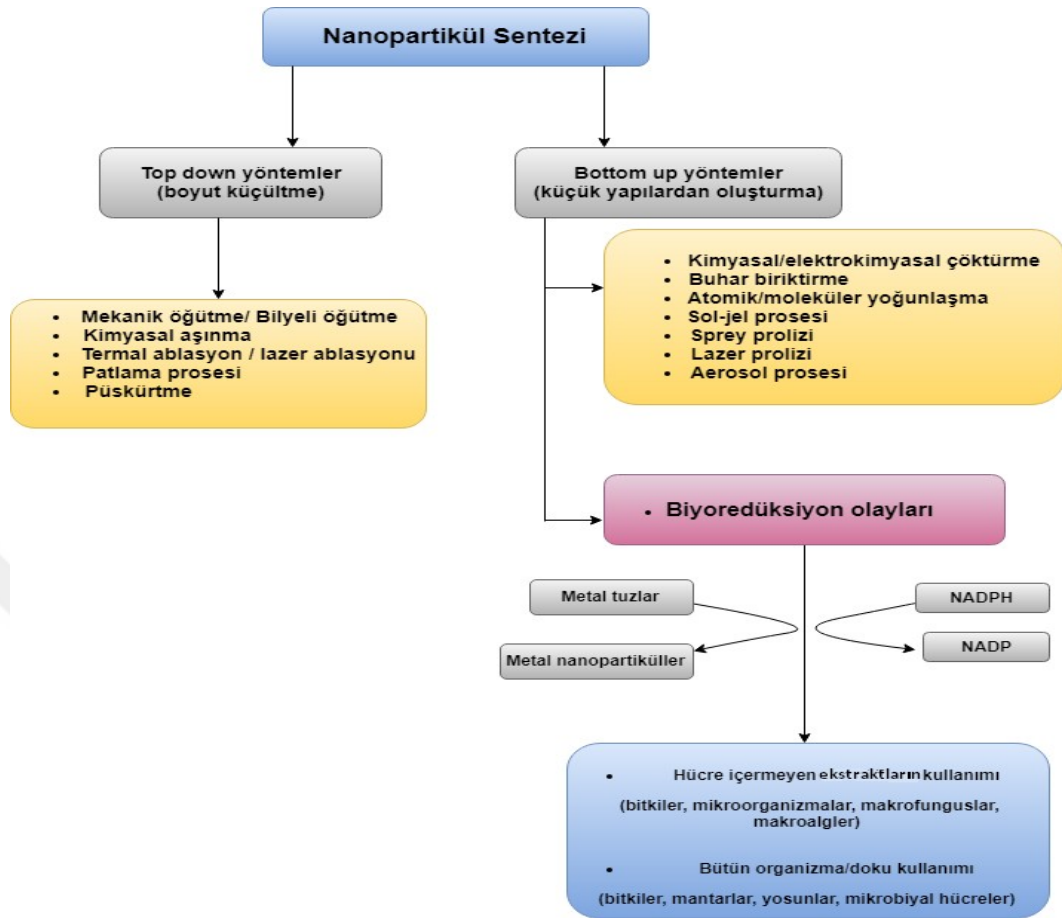 Nanopartikül Sentezi
Top down yöntemler
(boyut küçültme)
Bottom up yöntemler
(küçük yapılardan oluşturma)
• Mekanik öğütme/ Bilyeli öğütme
• Kimyasal aşınma
• Termal ablasyon / lazer ablasyonu
• Patlama prosesi
• Püskürtme
• Kimyasal/elektrokimyasal çöktürme
• Buhar biriktirme
• Atomik/moleküler yoğunlaşma
• Sol-jel prosesi
• Sprey prolizi
• Lazer prolizi
• Aerosol prosesi
• Biyoredüksiyon olayları
Metal tuzlar
NADPH
Metal nanopartiküller
NADP
• Hücre içermeyen ekstraktların kullanımı
(bitkiler, mikroorganizmalar, makrofunguslar,
makroalgler)
• Bütün organizma/doku kullanımı
(bitkiler, mantarlar, yosunlar, mikrobiyal hücreler)